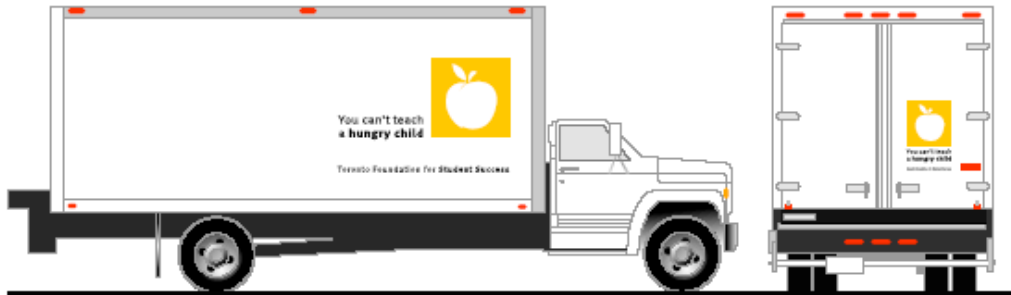 You can't teach
a hungry child
Toronto Foundation for Student Success
You can't teach
a hungry child